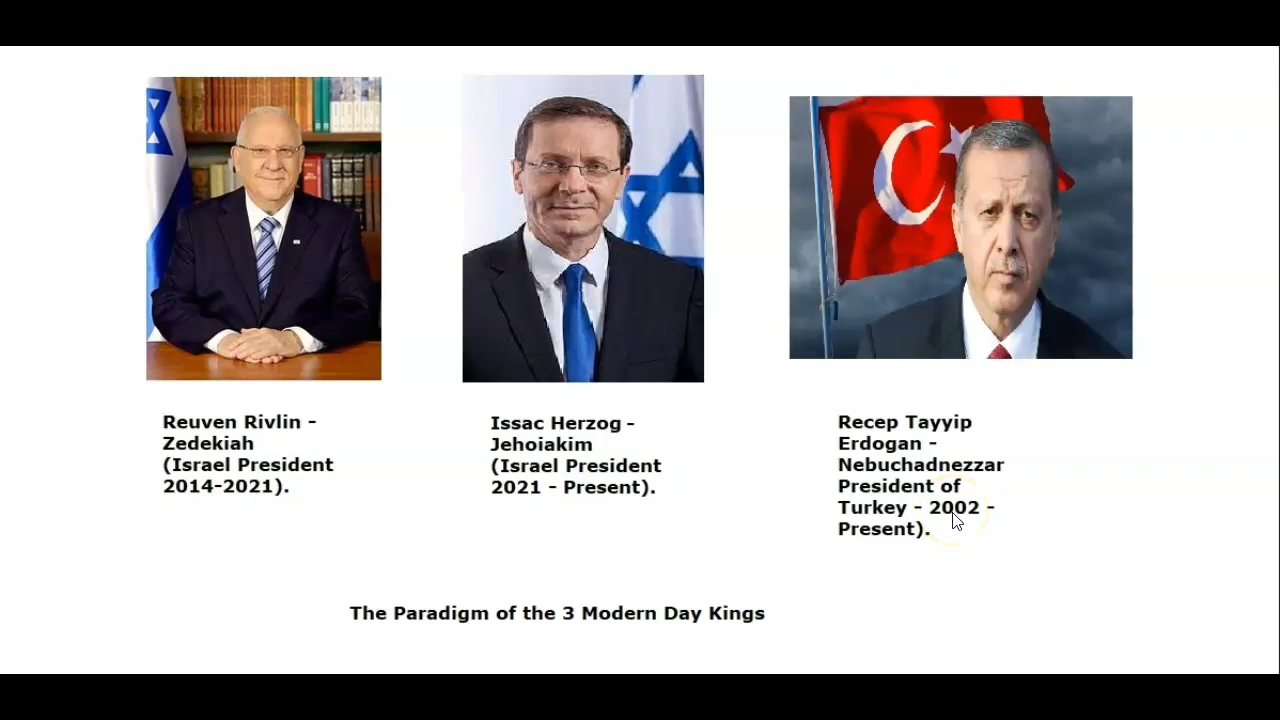 Reuven Rivlin -
Zedekiah
(Israel President
2014-2021).
Issac Herzog -
Jehoiakim
(Israel President
2021 - Present).
Recep Tayyip
Erdogan -
Nebuchadnezzar
President of
Turkey - 2002 -
Present).
The Paradigm of the 3 Modern Day Kings